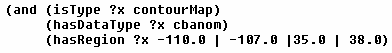 (and (isType ?x contourMap)
(hasDataType ?x cbanom)
(hasRegion ?x -110.0 | -107.0 |35.0 | 38.0)